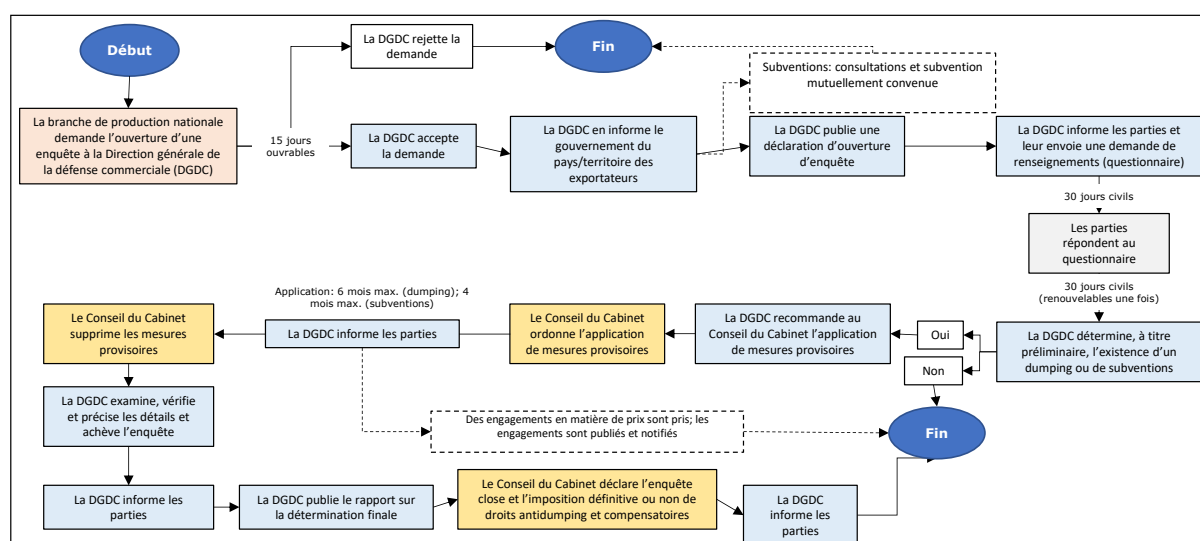 Début
La DGDC rejette la
demande
Fin
Subventions: consultations et subvention
mutuellement convenue
La branche de production nationale
demande l'ouverture d'une
enquête à la Direction générale de
la défense commerciale (DGDC)
15 jours
ouvrables
La DGDC accepte
la demande
La DGDC en informe le
gouvernement du
pays/territoire des
exportateurs
La DGDC publie une
déclaration d'ouverture
d'enquête
La DGDC informe les parties et
leur envoie une demande de
renseignements (questionnaire)
30 jours civils
Les parties
répondent au
questionnaire
30 jours civils
(renouvelables une fois)
La DGDC détermine, à titre
préliminaire, l'existence d'un
dumping ou de subventions
Oui
Non
La DGDC recommande au
Conseil du Cabinet l'application
de mesures provisoires
Le Conseil du Cabinet
ordonne l'application
de mesures provisoires
Application: 6 mois max. (dumping); 4
mois max. (subventions)
La DGDC informe les parties
Le Conseil du Cabinet
supprime les mesures
provisoires
La DGDC examine, vérifie
et précise les détails et
achève l'enquête
Des engagements en matière de prix sont pris; les
engagements sont publiés et notifiés
Fin
La DGDC informe les
parties
La DGDC publie le rapport sur
la détermination finale
Le Conseil du Cabinet déclare l'enquête
close et l'imposition définitive ou non de
droits antidumping et compensatoires
La DGDC
informe les
parties